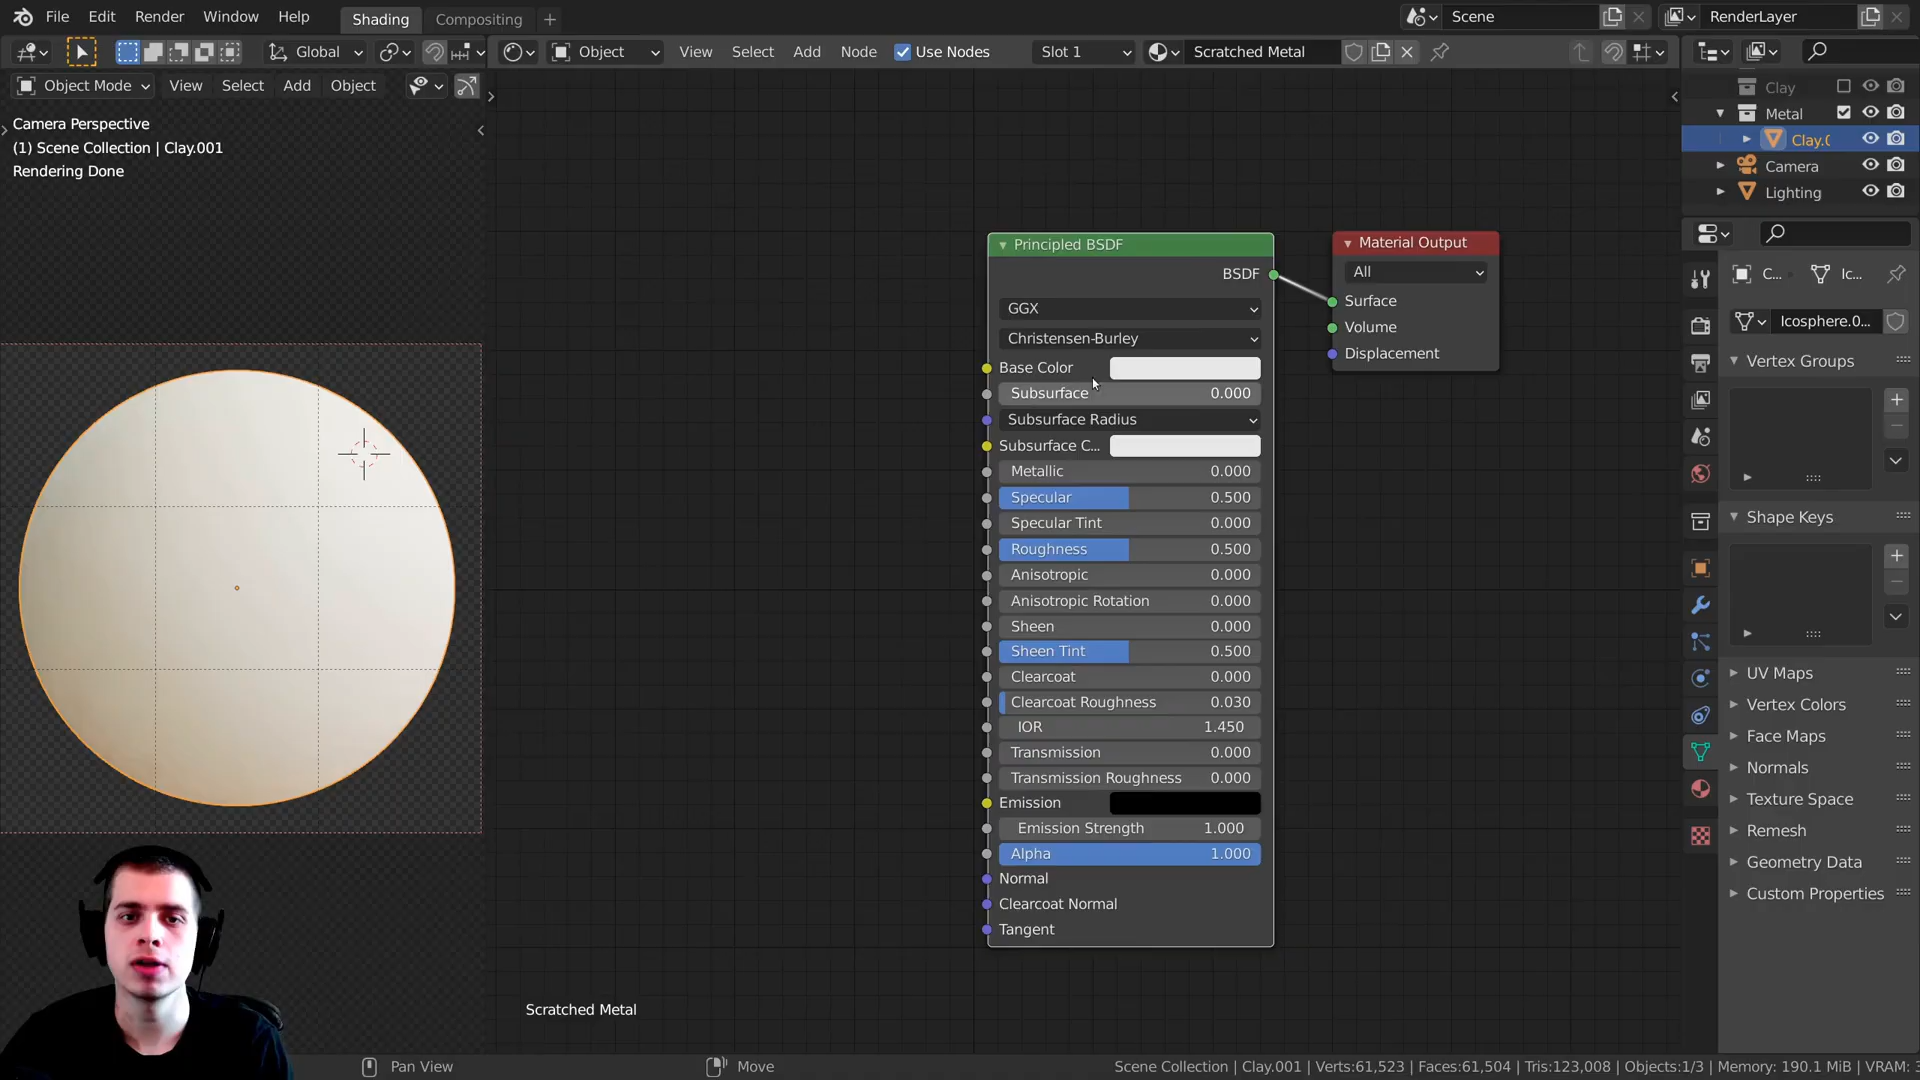 File Edit Render Window Help Shading Compositing + Scene RenderLayer
Global Object View Select Add Node Use Nodes Slot 1 Scratched Metal
Object Mode View Select Add Object
Camera Perspective
(1) Scene Collection | Clay.001
Rendering Done
Principled BSDF
BSDF
GGX
Christensen-Burley
Base Color
Subsurface 0.000
Subsurface Radius
Subsurface C...
Metallic 0.000
Specular 0.500
Specular Tint 0.000
Roughness 0.500
Anisotropic 0.000
Anisotropic Rotation 0.000
Sheen 0.000
Sheen Tint 0.500
Clearcoat 0.000
Clearcoat Roughness 0.030
IOR 1.450
Transmission 0.000
Transmission Roughness 0.000
Emission
Emission Strength 1.000
Alpha 1.000
Normal
Clearcoat Normal
Tangent
Material Output
All
Surface
Volume
Displacement
Scratched Metal
Clay
Metal
Clay.0
Camera
Lighting
C... Ic...
Icosphere.0...
Vertex Groups
Shape Keys
UV Maps
Vertex Colors
Face Maps
Normals
Texture Space
Remesh
Geometry Data
Custom Properties
Pan View Move Scene Collection | Clay.001 | Verts:61,523 | Faces:61,504 | Tris:123,008 | Objects:1/3 | Memory: 190.1 MiB | VRAM: